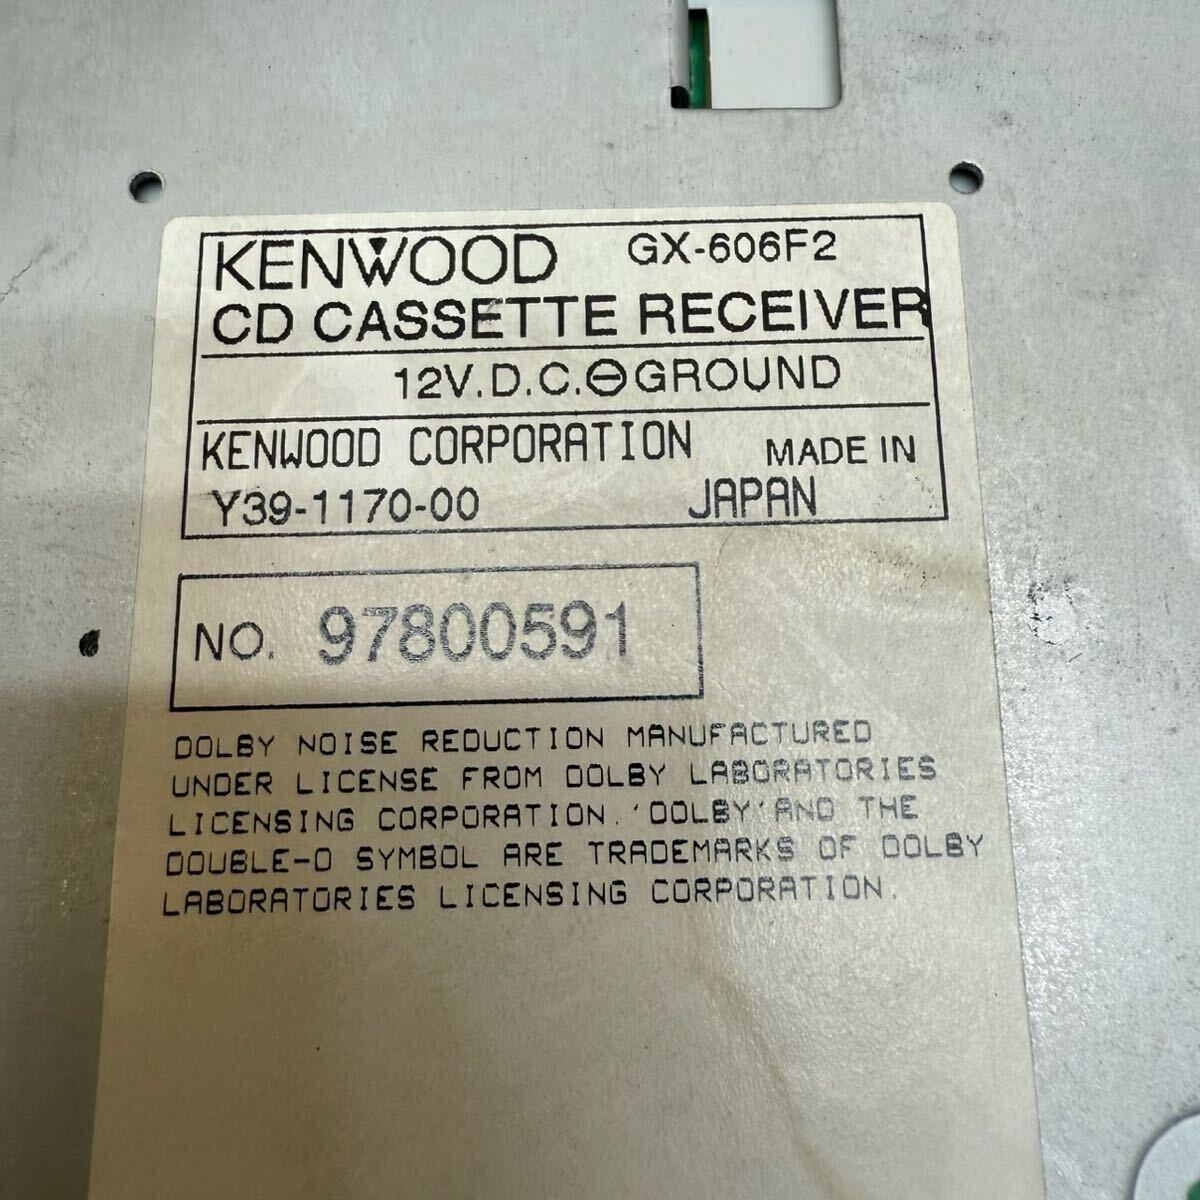 KENWOOD GX-606F2
CD CASSETTE RECEIVER
12V.D.C.⊖GROUND
KENWOOD CORPORATION MADE IN
Y39-1170-00 JAPAN
NO. 97800591
DOLBY NOISE REDUCTION MANUFACTURED
UNDER LICENSE FROM DOLBY LABORATORIES
LICENSING CORPORATION. 'DOLBY' AND THE
DOUBLE-D SYMBOL ARE TRADEMARKS OF DOLBY
LABORATORIES LICENSING CORPORATION.